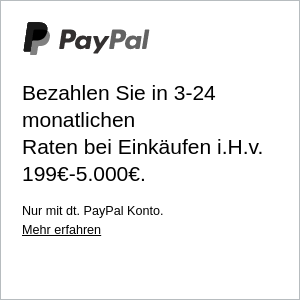 PayPal
Bezahlen Sie in 3-24
monatlichen
Raten bei Einkäufen i.H.v.
199€-5.000€.
Nur mit dt. PayPal Konto.
Mehr erfahren